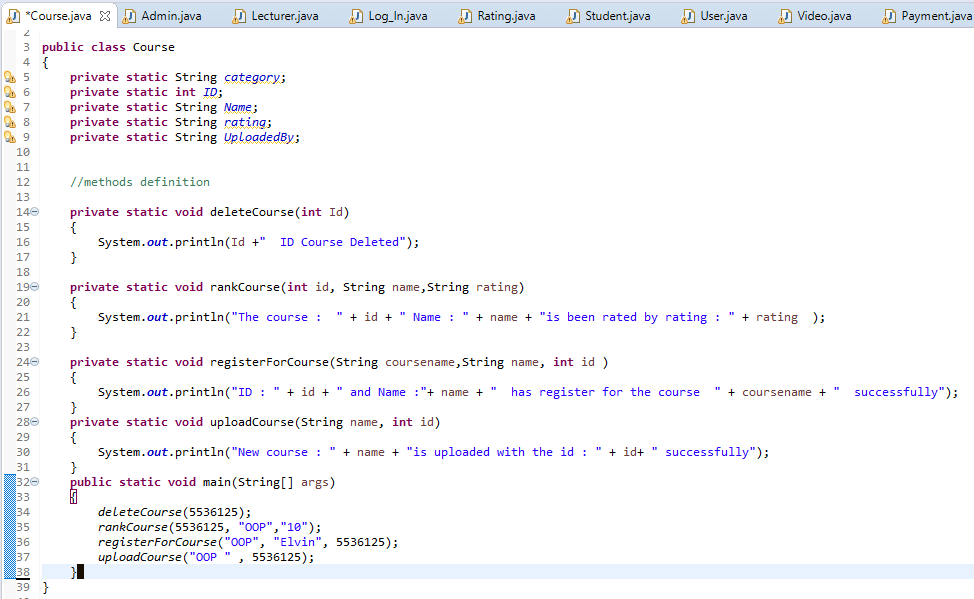 *Course.java Admin.java Lecturer.java Log_In.java Rating.java Student.java User.java Video.java Payment.java
2
3 public class Course
4 {
5 private static String category;
6 private static int ID;
7 private static String Name;
8 private static String rating;
9 private static String UploadedBy;
10
11
12 //methods definition
13
14 private static void deleteCourse(int Id)
15 {
16 System.out.println(Id +"  ID Course Deleted");
17 }
18
19 private static void rankCourse(int id, String name,String rating)
20 {
21 System.out.println("The course :  " + id + " Name : " + name + "is been rated by rating : " + rating  );
22 }
23
24 private static void registerForCourse(String coursename,String name, int id )
25 {
26 System.out.println("ID : " + id + " and Name :"+ name + "  has register for the course  " + coursename + "  successfully");
27 }
28 private static void uploadCourse(String name, int id)
29 {
30 System.out.println("New course : " + name + "is uploaded with the id : " + id+ " successfully");
31 }
32 public static void main(String[] args)
33 {
34 deleteCourse(5536125);
35 rankCourse(5536125, "OOP","10");
36 registerForCourse("OOP", "Elvin", 5536125);
37 uploadCourse("OOP " , 5536125);
38 }
39 }